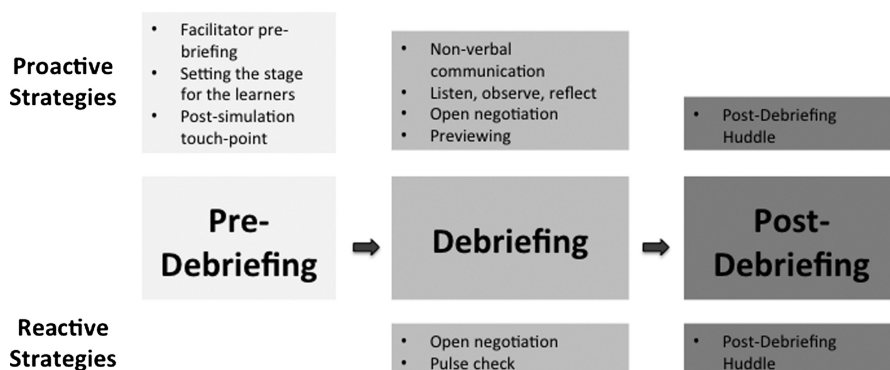 Proactive
Strategies
• Facilitator pre-
briefing
• Setting the stage
for the learners
• Post-simulation
touch-point
• Non-verbal
communication
• Listen, observe, reflect
• Open negotiation
• Previewing
• Post-Debriefing
Huddle
Pre-
Debriefing
Debriefing
Post-
Debriefing
Reactive
Strategies
• Open negotiation
• Pulse check
• Post-Debriefing
Huddle